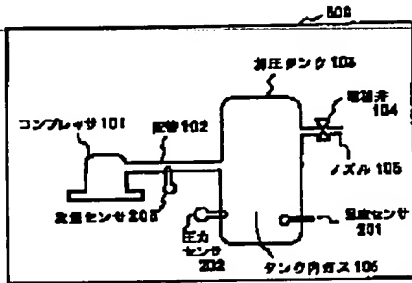 加圧タンク 103
電磁弁
104
コンプレッサ 101
配管 102
ノズル 105
流量センサ 203
圧力
センサ
202
温度センサ
201
タンク内ガス 106